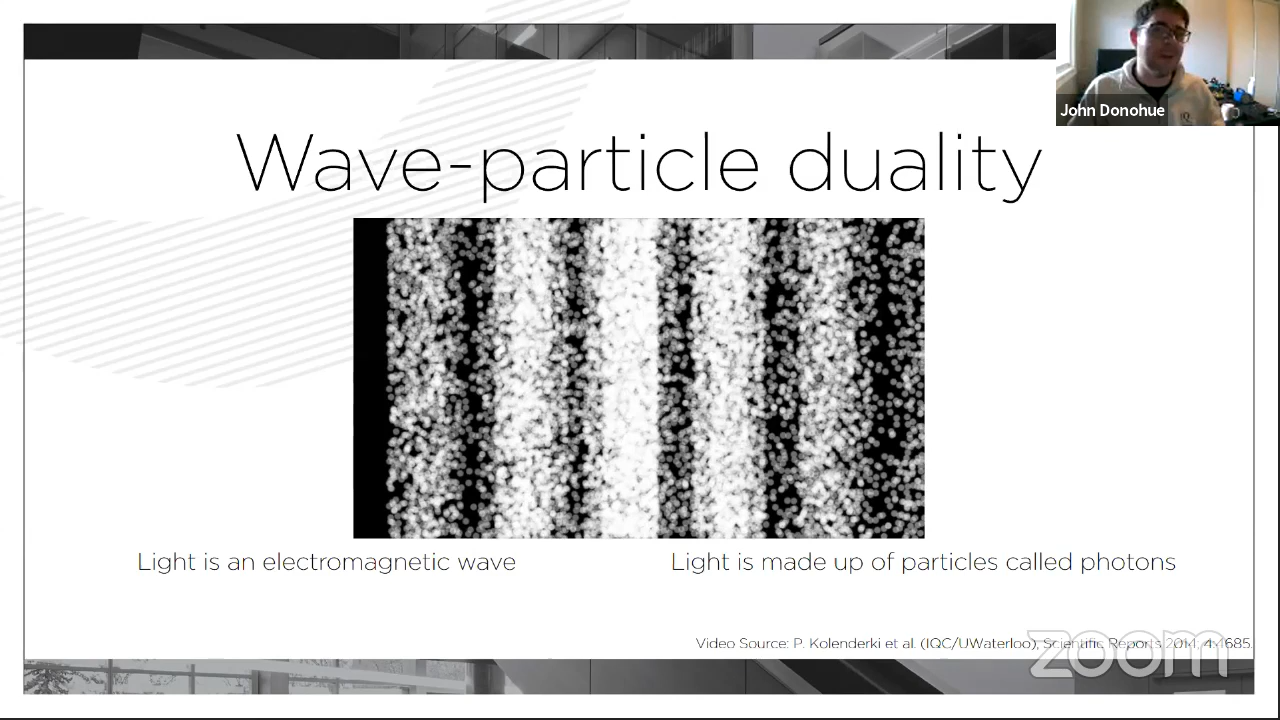 John Donohue
Wave-particle duality
Light is an electromagnetic wave
Light is made up of particles called photons
Video Source: P. Kolenderki et al. (IQC/UWaterloo), Scientific Reports 2014, 4:4685.
zoom